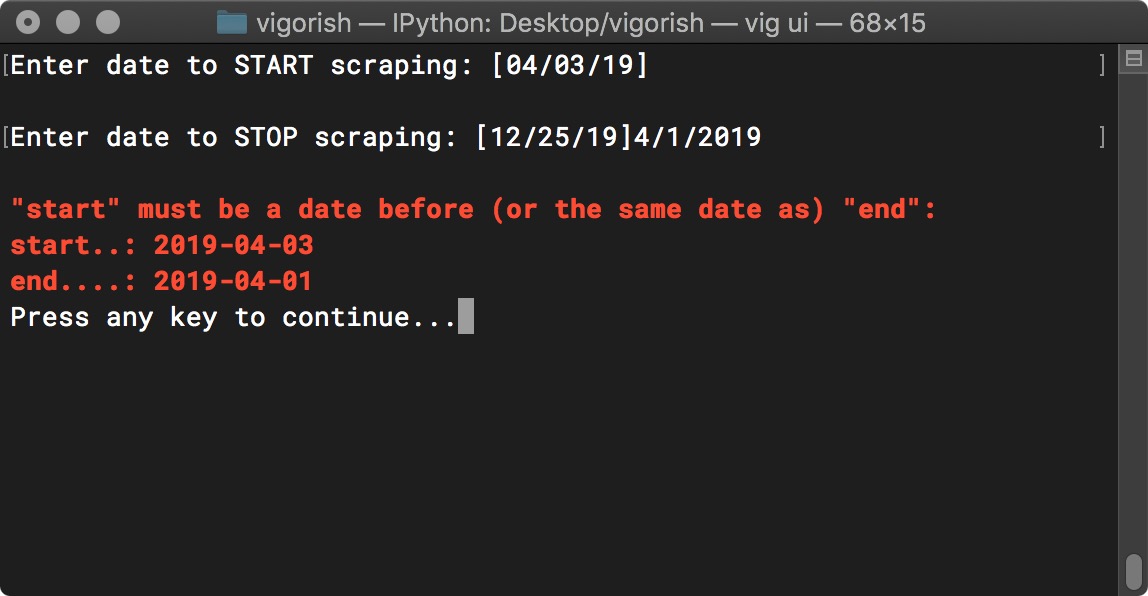 vigorish — IPython: Desktop/vigorish — vig ui — 68×15
[Enter date to START scraping: [04/03/19] ]
[Enter date to STOP scraping: [12/25/19]4/1/2019 ]
"start" must be a date before (or the same date as) "end":
start..: 2019-04-03
end....: 2019-04-01
Press any key to continue...